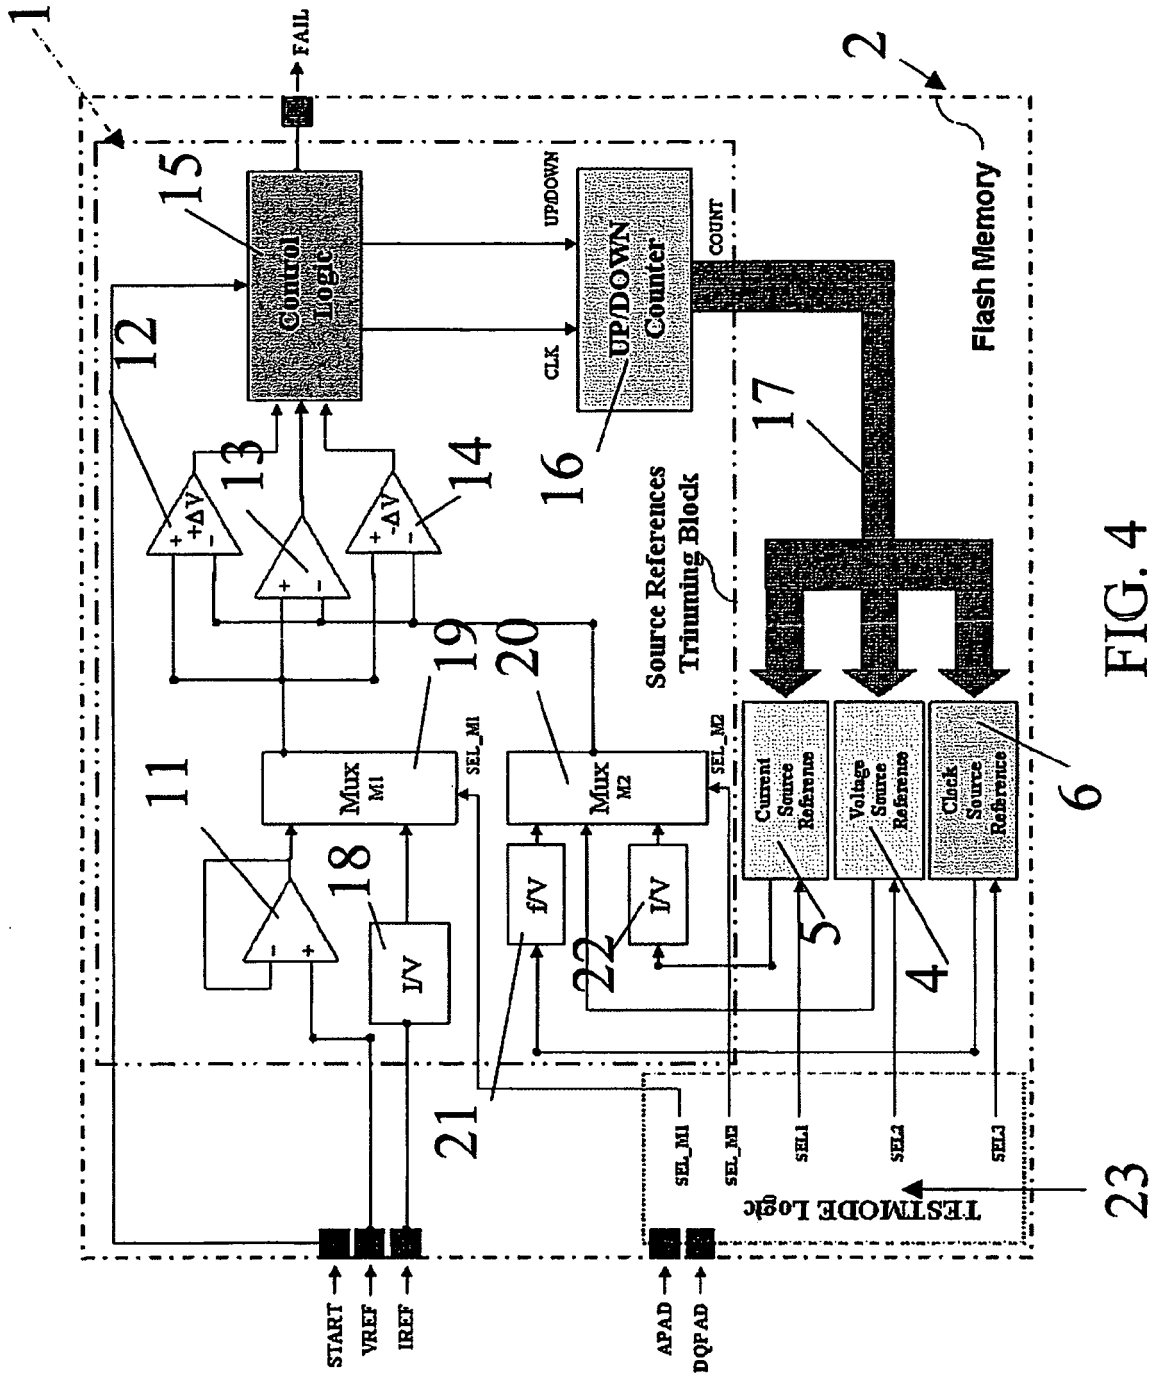 1
FAIL
2
15
Control
Logic
12
+
-
+ΔV
13
+
-
14
+
-
-ΔV
UP/DOWN
CLK
UP/DOWN
Counter
16
COUNT
Flash Memory
17
Source References
Trimming Block
11
-
+
18
I/V
Mux
M1
19
SEL_M1
20
Mux
M2
SEL_M2
f/V
21
I/V
22
Current
Source
Reference
5
Voltage
Source
Reference
4
Clock
Source
Reference
6
START
VREF
IREF
APAD
DQPAD
SEL_M1
SEL_M2
SEL1
SEL2
SEL3
TESTMODE Logic
23
FIG. 4